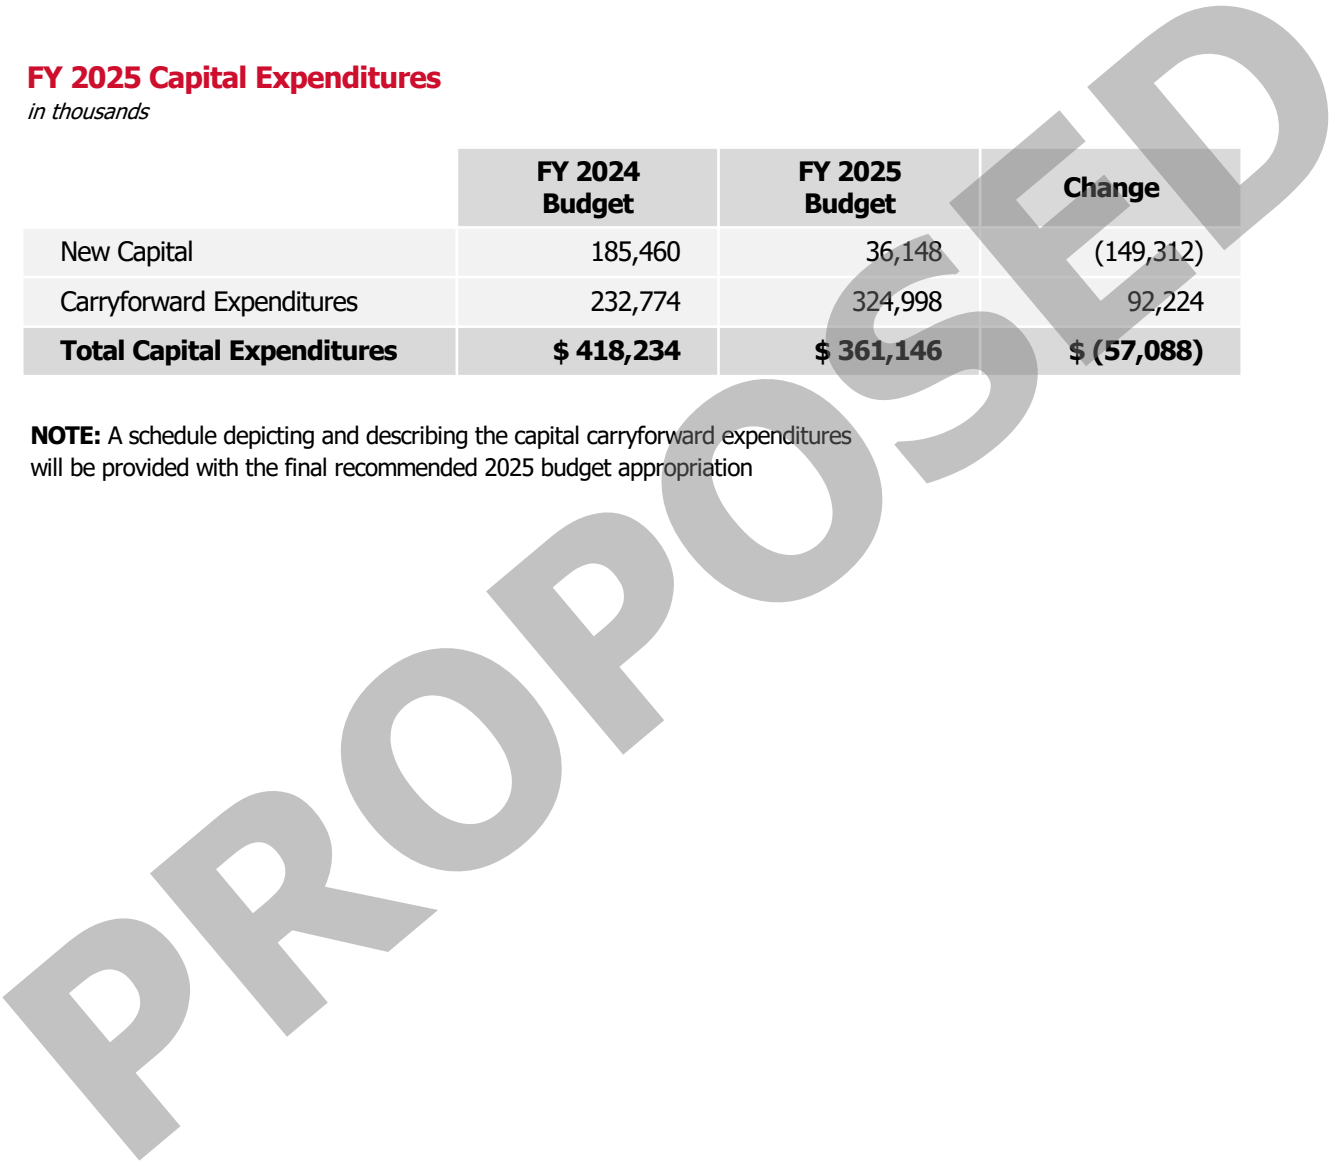 FY 2025 Capital Expenditures
in thousands
FY 2024 Budget FY 2025 Budget Change
New Capital 185,460 36,148 (149,312)
Carryforward Expenditures 232,774 324,998 92,224
Total Capital Expenditures $ 418,234 $ 361,146 $ (57,088)
NOTE: A schedule depicting and describing the capital carryforward expenditures
will be provided with the final recommended 2025 budget appropriation
PROPOSED